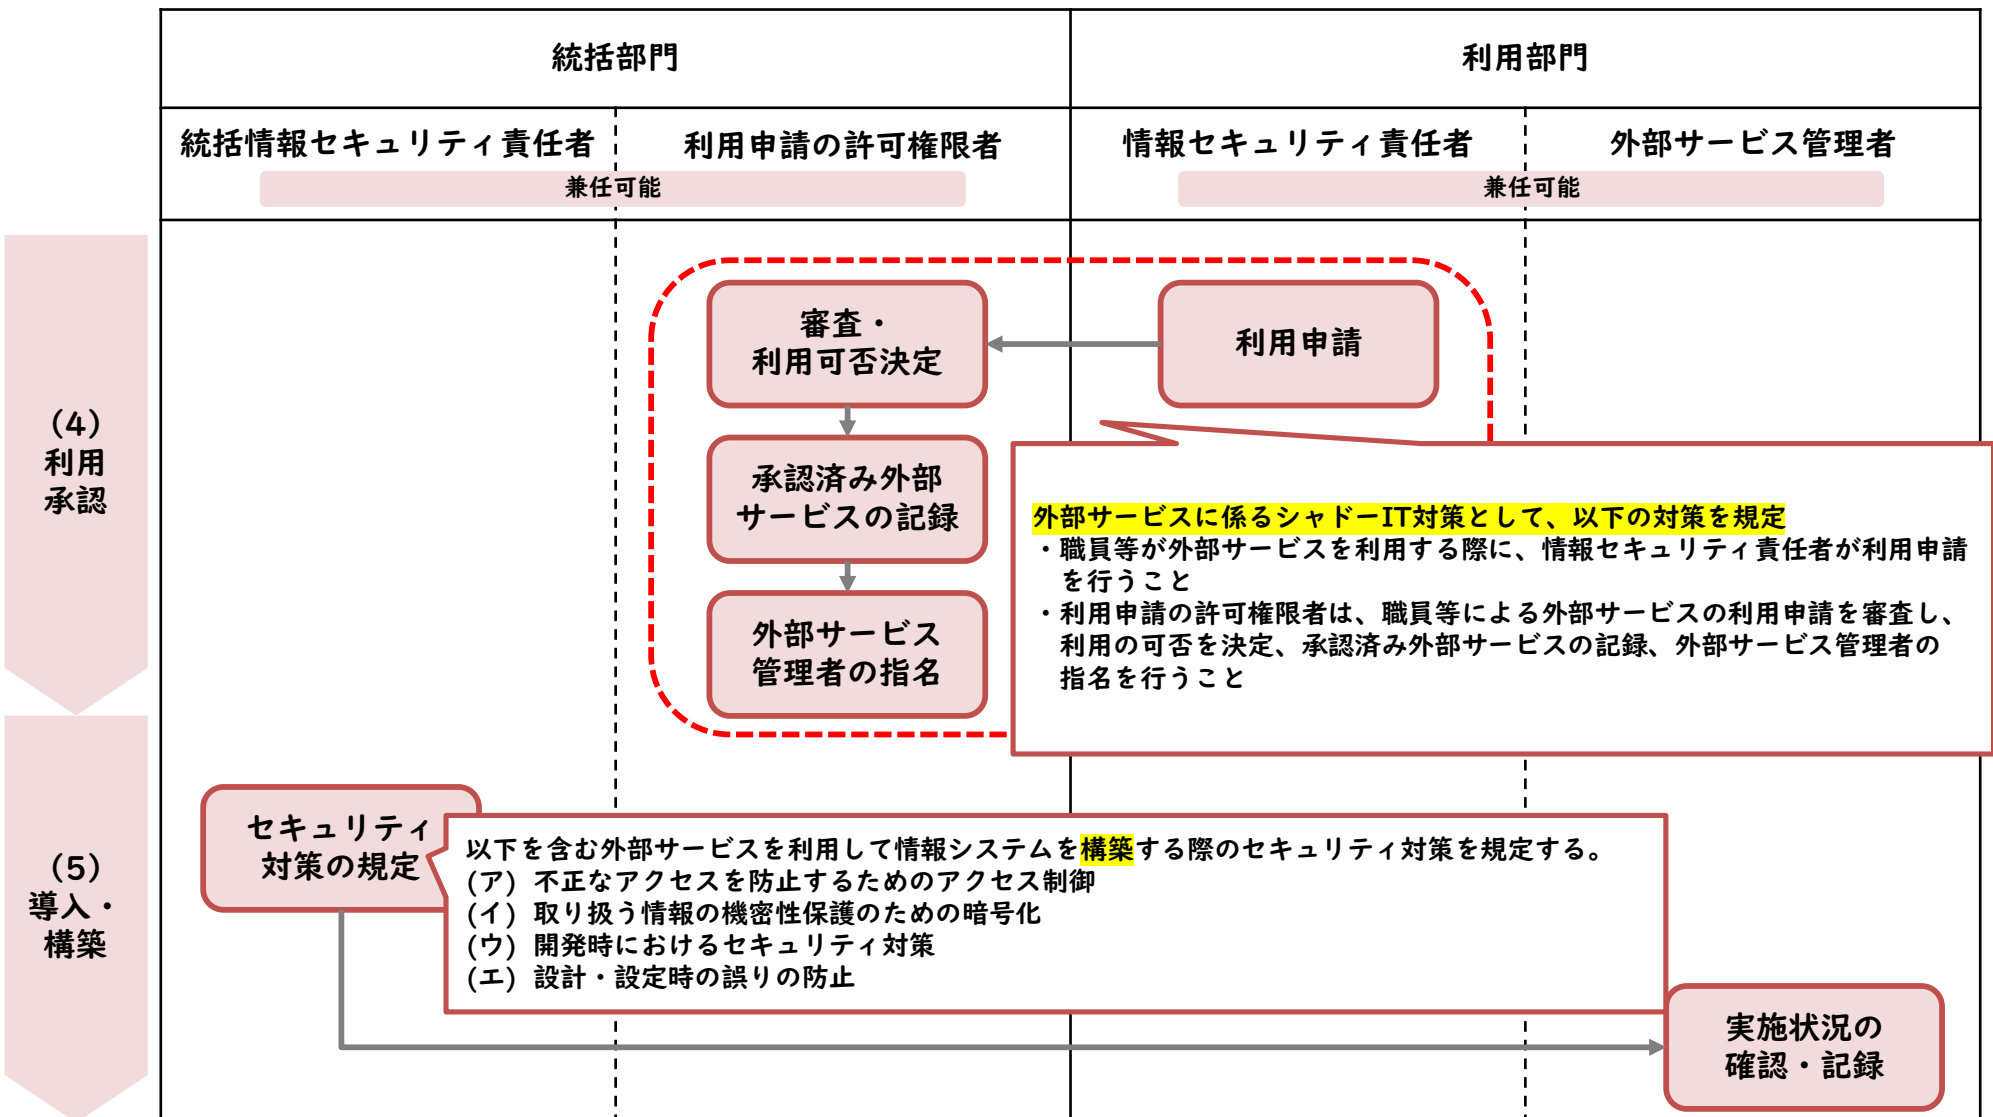 統括部門
利用部門
統括情報セキュリティ責任者
利用申請の許可権限者
情報セキュリティ責任者
外部サービス管理者
兼任可能
兼任可能
(4)
利用
承認
審査・
利用可否決定
利用申請
承認済み外部
サービスの記録
外部サービス
管理者の指名
外部サービスに係るシャドーIT対策として、以下の対策を規定
・職員等が外部サービスを利用する際に、情報セキュリティ責任者が利用申請
を行うこと
・利用申請の許可権限者は、職員等による外部サービスの利用申請を審査し、
利用の可否を決定、承認済み外部サービスの記録、外部サービス管理者の
指名を行うこと
(5)
導入・
構築
セキュリティ
対策の規定
以下を含む外部サービスを利用して情報システムを構築する際のセキュリティ対策を規定する。
(ア) 不正なアクセスを防止するためのアクセス制御
(イ) 取り扱う情報の機密性保護のための暗号化
(ウ) 開発時におけるセキュリティ対策
(エ) 設計・設定時の誤りの防止
実施状況の
確認・記録